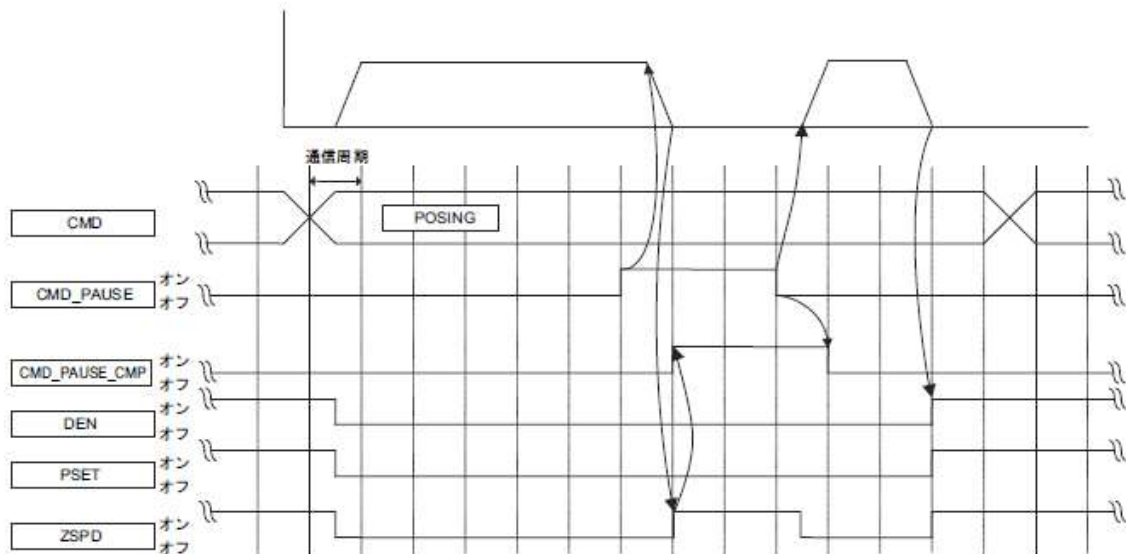 通信周期
CMD
POSING
CMD_PAUSE
オン
オフ
CMD_PAUSE_CMP
オン
オフ
DEN
オン
オフ
PSET
オン
オフ
ZSPD
オン
オフ